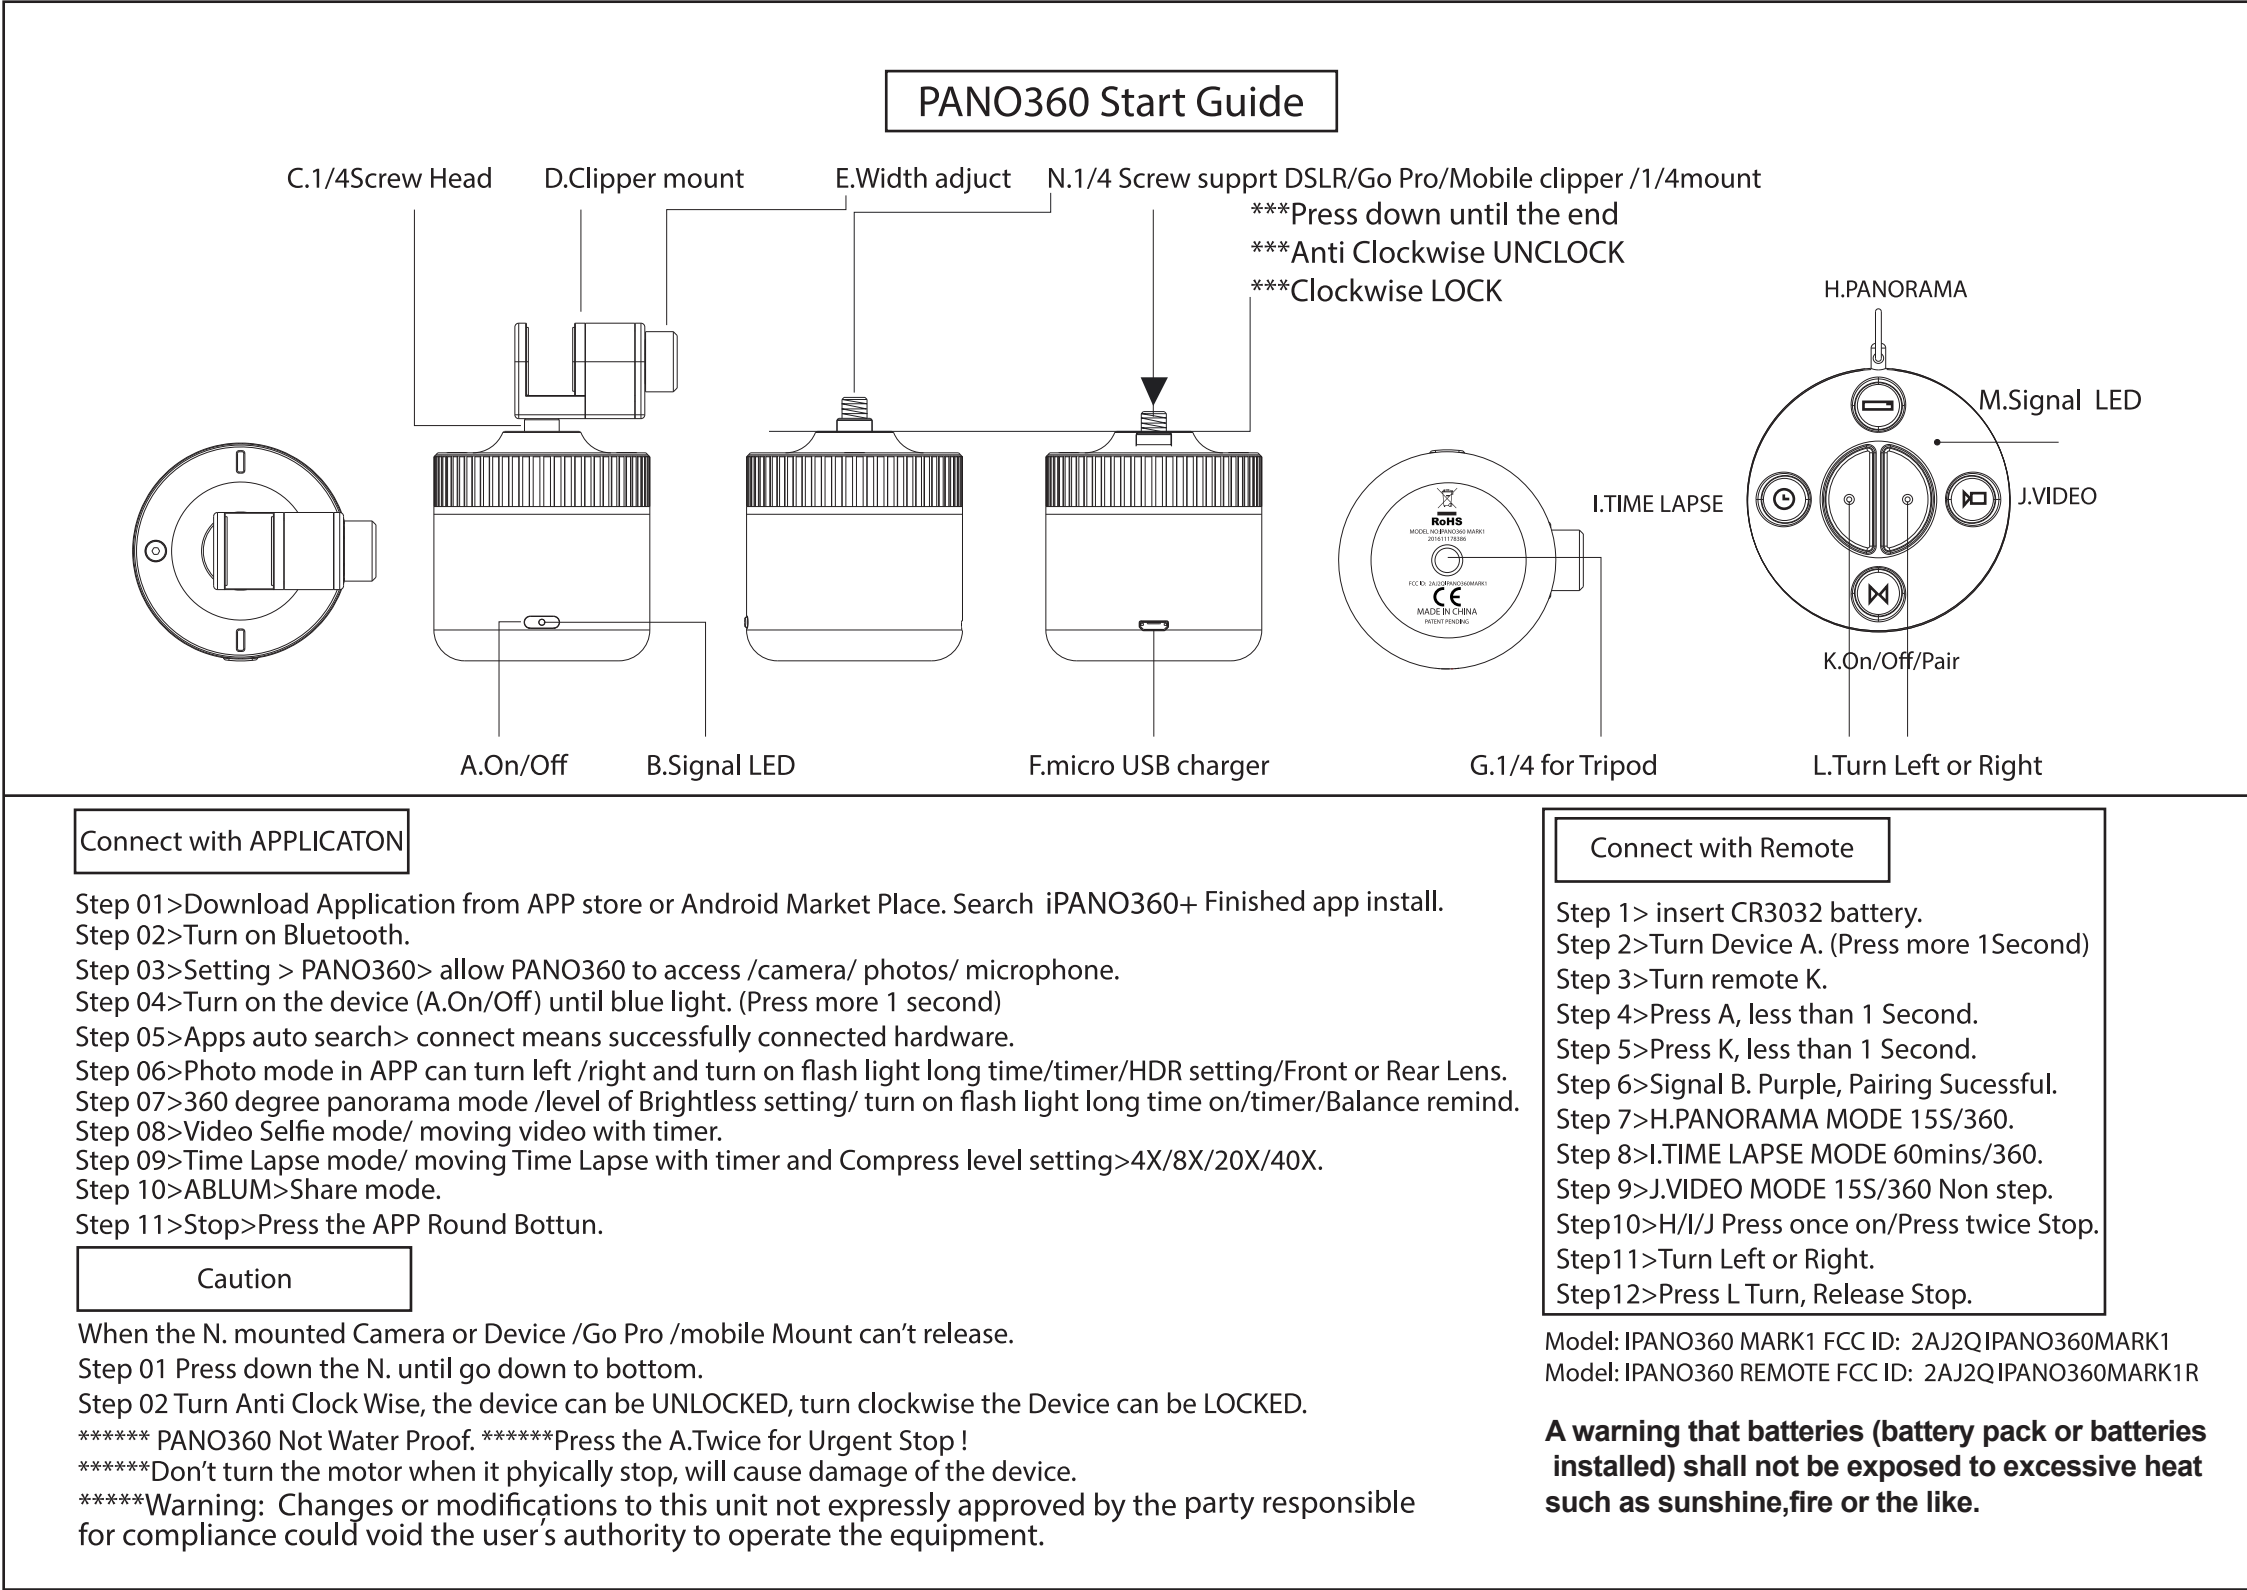 PANO360 Start Guide
C.1/4Screw Head
D.Clipper mount
E.Width adjuct
N.1/4 Screw supprt DSLR/Go Pro/Mobile clipper /1/4mount
***Press down until the end
***Anti Clockwise UNCLOCK
***Clockwise LOCK
H.PANORAMA
M.Signal LED
I.TIME LAPSE
J.VIDEO
K.On/Off/Pair
RoHS
MODEL NO:IPANO360 MARK1
201611178386
FCC ID: 2AJ2QIPANO360MARK1
CE
MADE IN CHINA
PATENT PENDING
A.On/Off
B.Signal LED
F.micro USB charger
G.1/4 for Tripod
L.Turn Left or Right
Connect with APPLICATON
Step 01>Download Application from APP store or Android Market Place. Search iPANO360+ Finished app install.
Step 02>Turn on Bluetooth.
Step 03>Setting > PANO360> allow PANO360 to access /camera/ photos/ microphone.
Step 04>Turn on the device (A.On/Off) until blue light. (Press more 1 second)
Step 05>Apps auto search> connect means successfully connected hardware.
Step 06>Photo mode in APP can turn left /right and turn on flash light long time/timer/HDR setting/Front or Rear Lens.
Step 07>360 degree panorama mode /level of Brightless setting/ turn on flash light long time on/timer/Balance remind.
Step 08>Video Selfie mode/ moving video with timer.
Step 09>Time Lapse mode/ moving Time Lapse with timer and Compress level setting>4X/8X/20X/40X.
Step 10>ABLUM>Share mode.
Step 11>Stop>Press the APP Round Bottun.
Caution
When the N. mounted Camera or Device /Go Pro /mobile Mount can't release.
Step 01 Press down the N. until go down to bottom.
Step 02 Turn Anti Clock Wise, the device can be UNLOCKED, turn clockwise the Device can be LOCKED.
****** PANO360 Not Water Proof. ******Press the A.Twice for Urgent Stop !
******Don't turn the motor when it phyically stop, will cause damage of the device.
*****Warning: Changes or modifications to this unit not expressly approved by the party responsible
for compliance could void the user's authority to operate the equipment.
Connect with Remote
Step 1> insert CR3032 battery.
Step 2>Turn Device A. (Press more 1Second)
Step 3>Turn remote K.
Step 4>Press A, less than 1 Second.
Step 5>Press K, less than 1 Second.
Step 6>Signal B. Purple, Pairing Sucessful.
Step 7>H.PANORAMA MODE 15S/360.
Step 8>I.TIME LAPSE MODE 60mins/360.
Step 9>J.VIDEO MODE 15S/360 Non step.
Step10>H/I/J Press once on/Press twice Stop.
Step11>Turn Left or Right.
Step12>Press L Turn, Release Stop.
Model: IPANO360 MARK1 FCC ID: 2AJ2QIPANO360MARK1
Model: IPANO360 REMOTE FCC ID: 2AJ2QIPANO360MARK1R
A warning that batteries (battery pack or batteries
installed) shall not be exposed to excessive heat
such as sunshine,fire or the like.